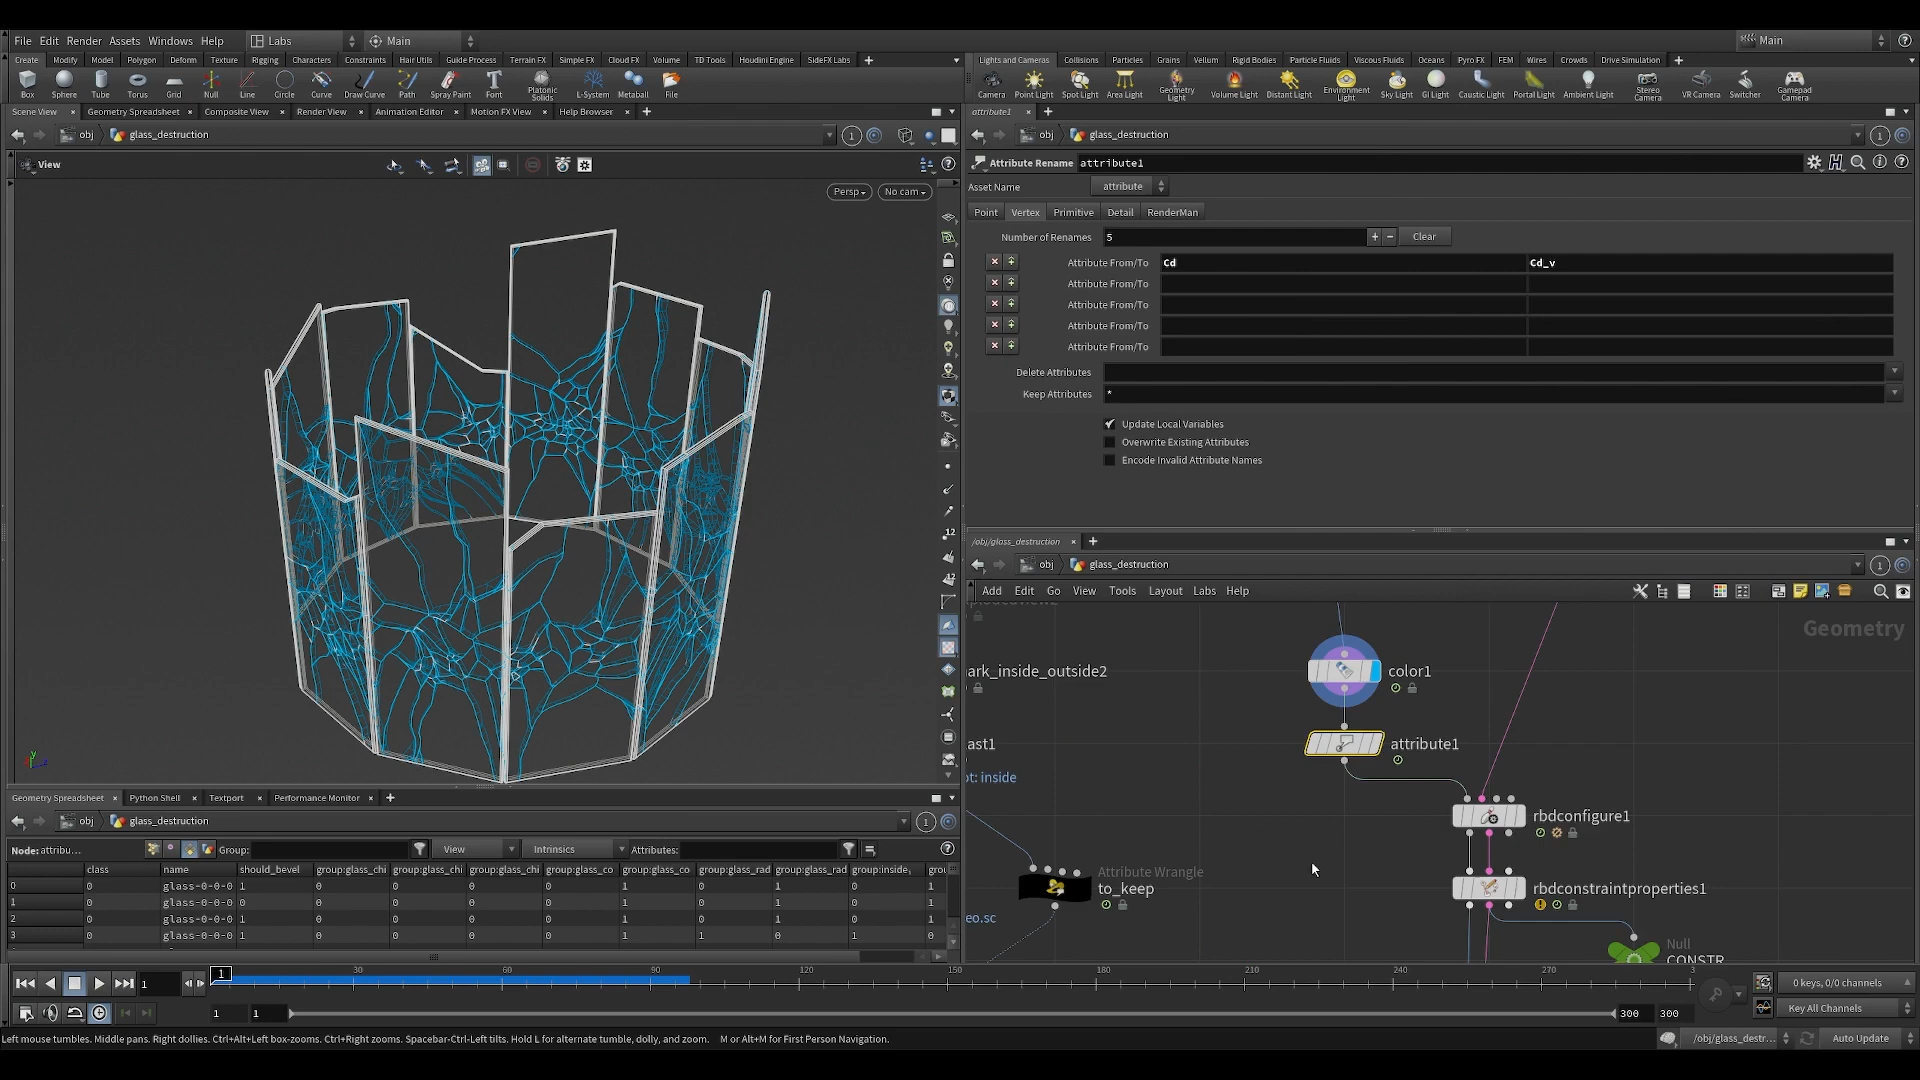 File Edit Render Assets Windows Help Labs Main Main
Create Modify Model Polygon Deform Texture Rigging Characters Constraints Hair Utils Guide Process Terrain FX Simple FX Cloud FX Volume TD Tools Houdini Engine SideFX Labs
Lights and Cameras Collisions Particles Grains Vellum Rigid Bodies Particle Fluids Viscous Fluids Oceans Pyro FX FEM Wires Crowds Drive Simulation
Box Sphere Tube Torus Grid Null Line Circle Curve Draw Curve Path Spray Paint Font Platonic Solids L-System Metaball File
Camera Point Light Spot Light Area Light Geometry Light Volume Light Distant Light Environment Light Sky Light GI Light Caustic Light Portal Light Ambient Light Stereo Camera VR Camera Switcher Gamepad Camera
Scene View Geometry Spreadsheet Composite View Render View Animation Editor Motion FX View Help Browser
attribute1
obj glass_destruction
1
obj glass_destruction
1
View
Persp No cam
Attribute Rename attribute1
Asset Name attribute
Point Vertex Primitive Detail RenderMan
Number of Renames 5 Clear
Attribute From/To Cd Cd_v
Attribute From/To
Attribute From/To
Attribute From/To
Attribute From/To
Delete Attributes
Keep Attributes *
Update Local Variables
Overwrite Existing Attributes
Encode Invalid Attribute Names
12
/obj/glass_destruction
obj glass_destruction
1
Add Edit Go View Tools Layout Labs Help
Geometry
ark_inside_outside2
color1
ast1
attribute1
ot: inside
rbdconfigure1
Attribute Wrangle
to_keep
rbdconstraintproperties1
eo.sc
Null
CONSTR
Geometry Spreadsheet Python Shell Textport Performance Monitor
obj glass_destruction
1
Node: attribu... Group: View Intrinsics Attributes:
class name should_bevel group:glass_chi group:glass_chi group:glass_chi group:glass_co group:glass_co group:glass_rad group:glass_rad group:inside, grou
0 0 glass-0-0-0 1 0 0 0 0 1 0 0 0 1
1 0 glass-0-0-0 0 0 0 0 0 1 0 0 0 1
2 0 glass-0-0-0 1 0 0 0 0 1 0 0 0 1
3 0 glass-0-0-0 1 0 0 0 0 1 1 0 1 0
1 1 30 60 90 120 150 180 210 240 270 3
0 keys, 0/0 channels
1 1 300 300 Key All Channels
Left mouse tumbles. Middle pans. Right dollies. Ctrl+Alt+Left box-zooms. Ctrl+Right zooms. Spacebar-Ctrl-Left tilts. Hold L for alternate tumble, dolly, and zoom. M or Alt+M for First Person Navigation.
/obj/glass_destr... Auto Update